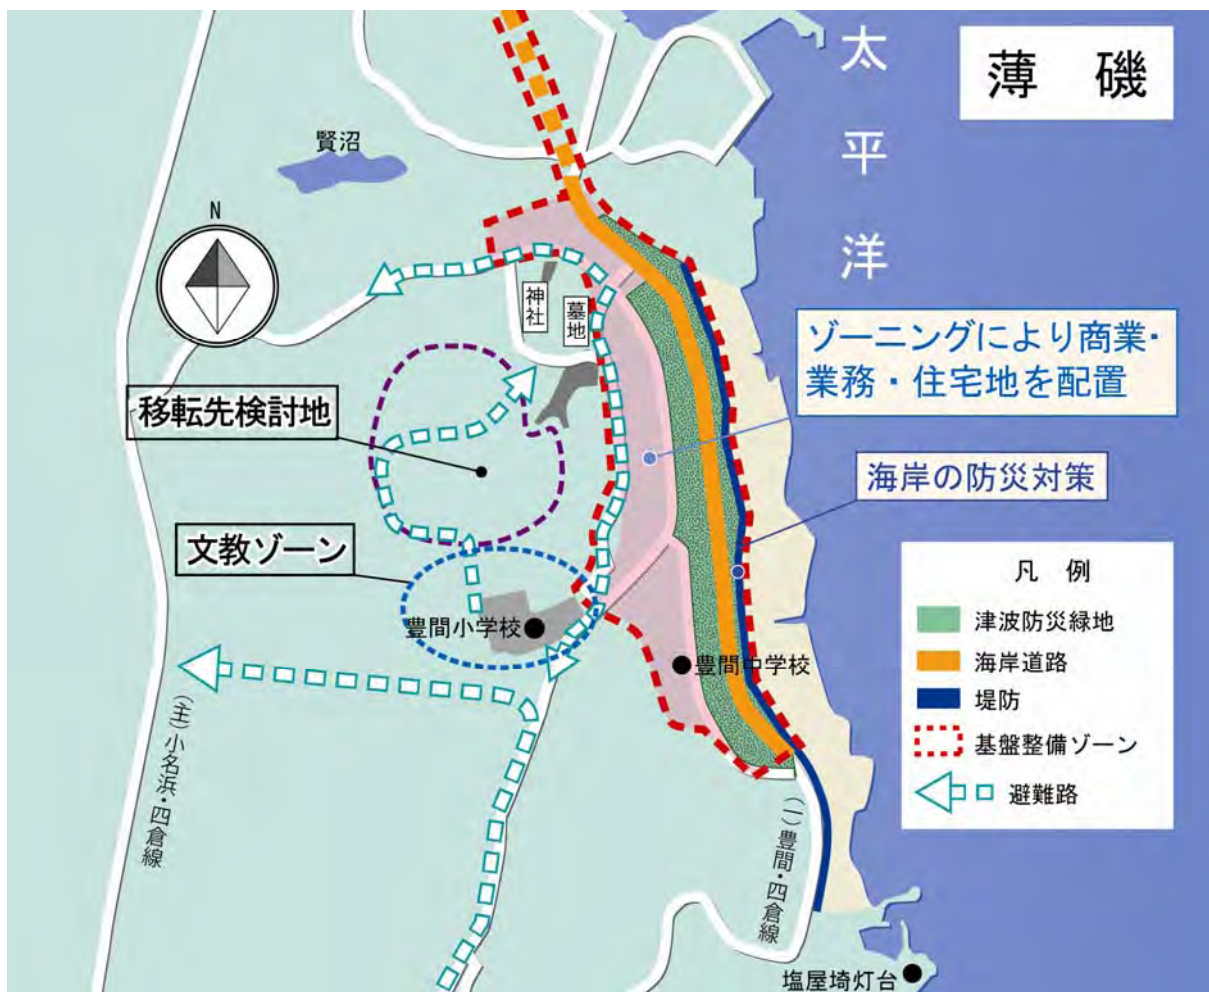 太平洋
薄 磯
賢沼
N
神社
墓地
ゾーニングにより商業・
業務・住宅地を配置
移転先検討地
海岸の防災対策
文教ゾーン
凡 例
津波防災緑地
海岸道路
堤防
基盤整備ゾーン
避難路
豊間小学校
豊間中学校
(主)小名浜・四倉線
(一)豊間・四倉線
塩屋埼灯台